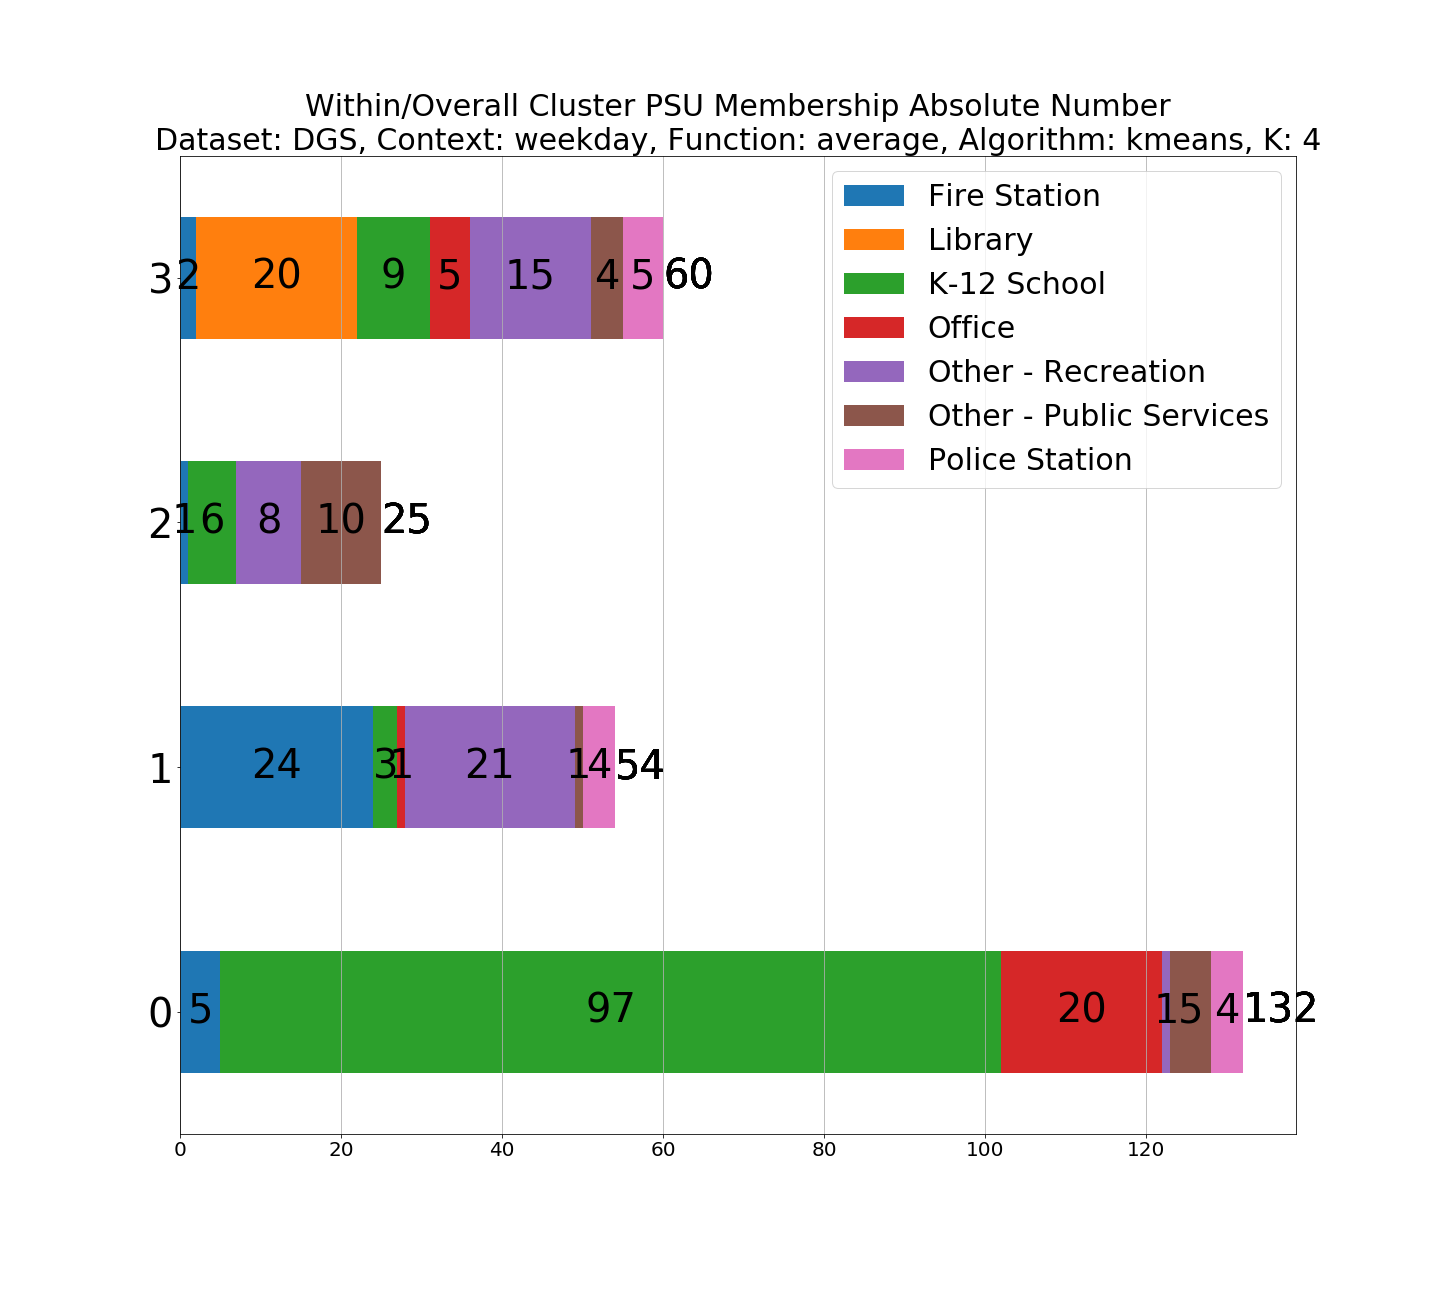 Within/Overall Cluster PSU Membership Absolute Number
Dataset: DGS, Context: weekday, Function: average, Algorithm: kmeans, K: 4
Fire Station
Library
K-12 School
Office
Other - Recreation
Other - Public Services
Police Station
3 2 20 9 5 15 4 5 60
2 1 6 8 10 25
1 24 3 1 21 1 4 54
0 5 97 20 1 5 4 132
0 20 40 60 80 100 120